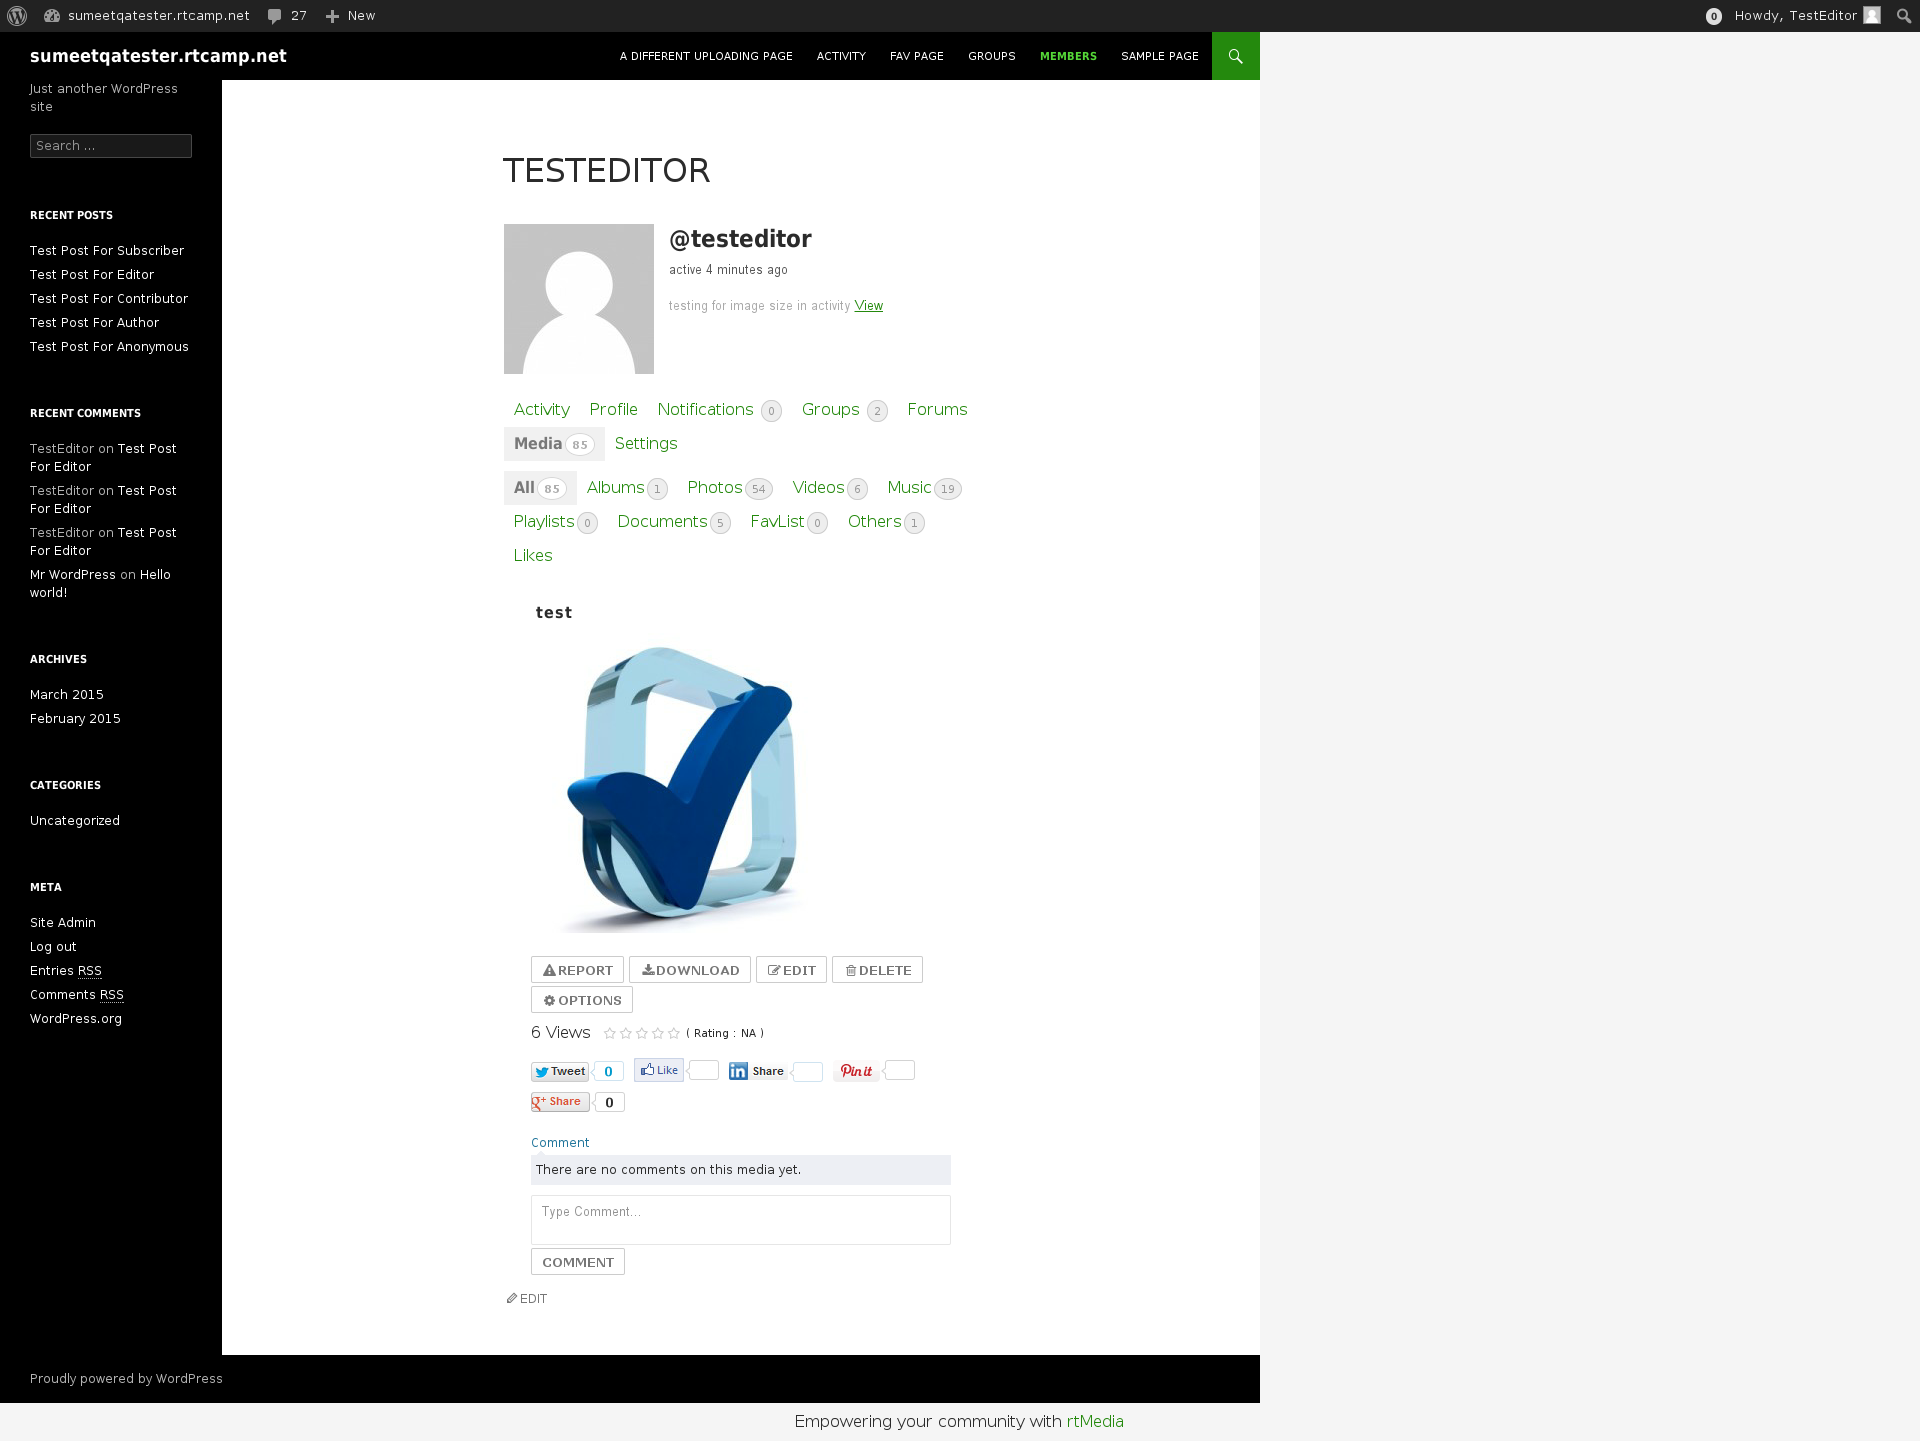 sumeetqatester.rtcamp.net 27 New 0 Howdy, TestEditor
sumeetqatester.rtcamp.net A DIFFERENT UPLOADING PAGE ACTIVITY FAV PAGE GROUPS MEMBERS SAMPLE PAGE
Just another WordPress
site
Search ...
RECENT POSTS
Test Post For Subscriber
Test Post For Editor
Test Post For Contributor
Test Post For Author
Test Post For Anonymous
RECENT COMMENTS
TestEditor on Test Post
For Editor
TestEditor on Test Post
For Editor
TestEditor on Test Post
For Editor
Mr WordPress on Hello
world!
ARCHIVES
March 2015
February 2015
CATEGORIES
Uncategorized
META
Site Admin
Log out
Entries RSS
Comments RSS
WordPress.org
TESTEDITOR
@testeditor
active 4 minutes ago
testing for image size in activity View
Activity Profile Notifications 0 Groups 2 Forums
Media 85 Settings
All 85 Albums 1 Photos 54 Videos 6 Music 19
Playlists 0 Documents 5 FavList 0 Others 1
Likes
test
REPORT DOWNLOAD EDIT DELETE
OPTIONS
6 Views ( Rating : NA )
Tweet 0 Like in Share Pin it
g+ Share 0
Comment
There are no comments on this media yet.
Type Comment...
COMMENT
EDIT
Proudly powered by WordPress
Empowering your community with rtMedia